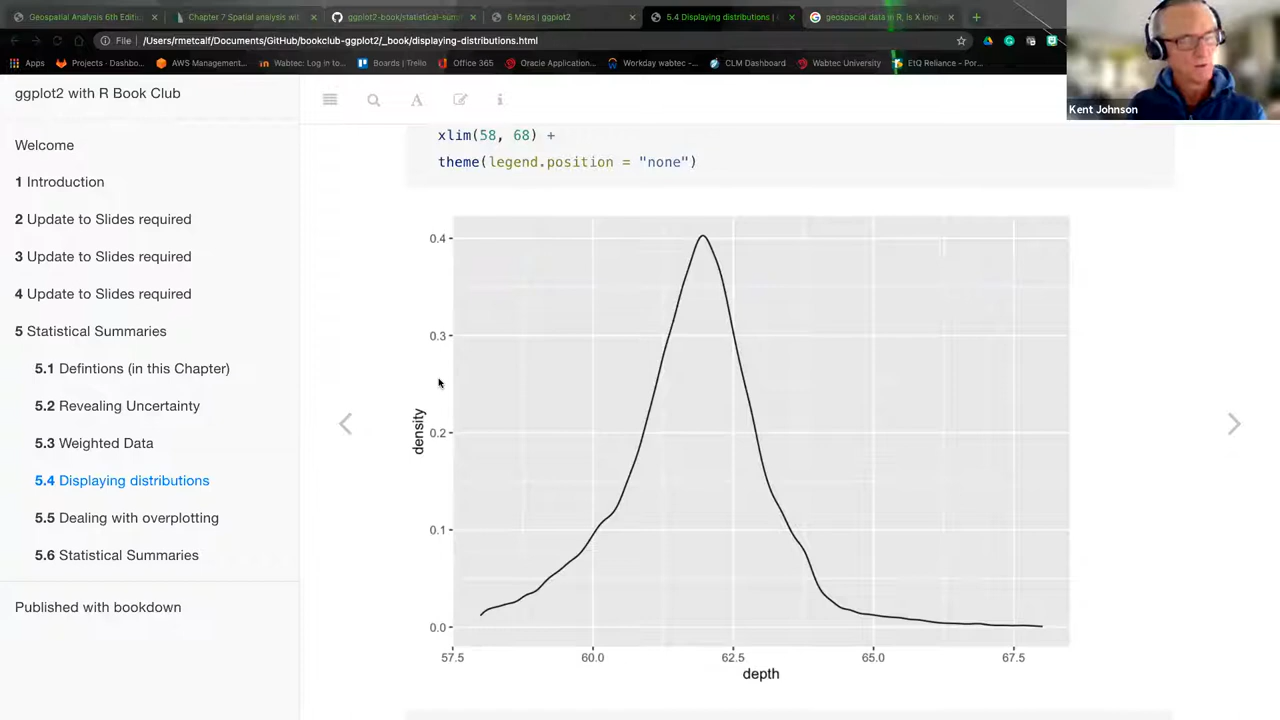 Geospatial Analysis 6th Editi
Chapter 7 Spatial analysis wit
ggplot2-book/statistical-sum
6 Maps | ggplot2
5.4 Displaying distributions |
geospacial data in R, Is X long
File | /Users/rmetcalf/Documents/GitHub/bookclub-ggplot2/_book/displaying-distributions.html
Apps
Projects · Dashbo...
AWS Management...
Wabtec: Log in to...
Boards | Trello
Office 365
Oracle Application...
Workday wabtec -...
CLM Dashboard
Wabtec University
EtQ Reliance – Por...
Kent Johnson
ggplot2 with R Book Club
Welcome
1 Introduction
2 Update to Slides required
3 Update to Slides required
4 Update to Slides required
5 Statistical Summaries
5.1 Defintions (in this Chapter)
5.2 Revealing Uncertainty
5.3 Weighted Data
5.4 Displaying distributions
5.5 Dealing with overplotting
5.6 Statistical Summaries
Published with bookdown
xlim(58, 68) +
theme(legend.position = "none")
0.4
0.3
0.2
0.1
0.0
density
57.5 60.0 62.5 65.0 67.5
depth